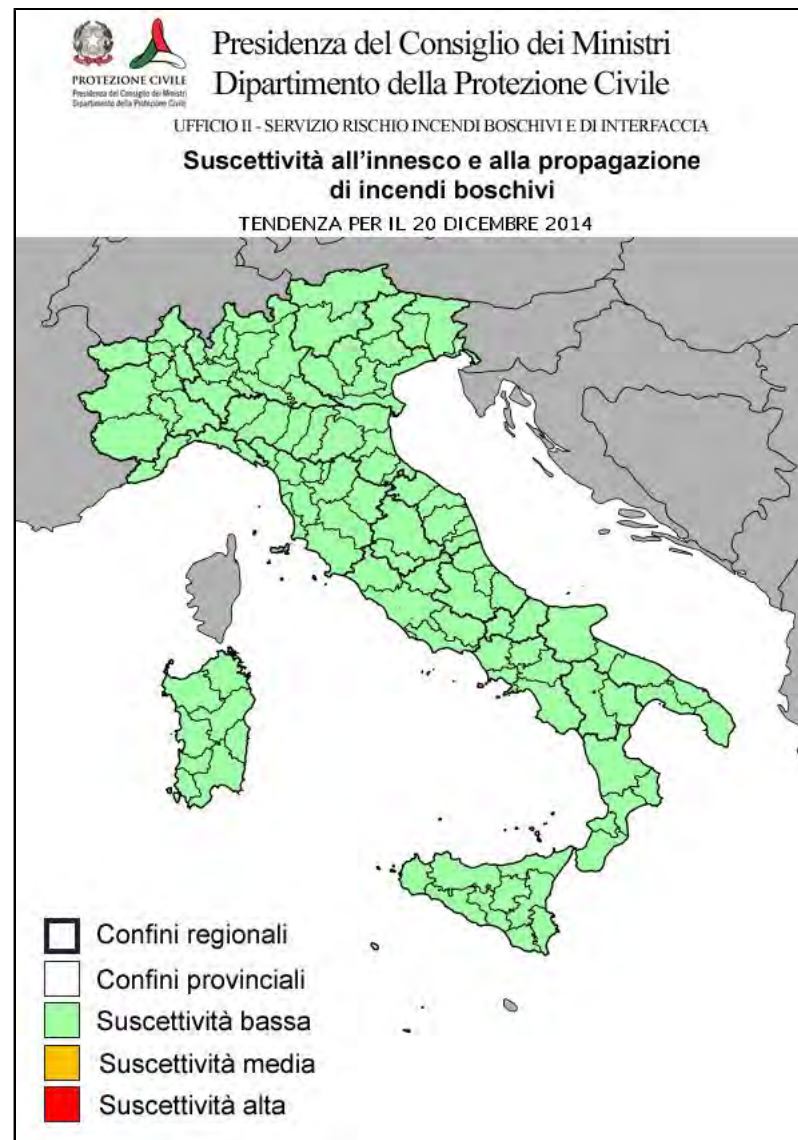 Presidenza del Consiglio dei Ministri
Dipartimento della Protezione Civile
PROTEZIONE CIVILE
Presidenza del Consiglio dei Ministri
Dipartimento della Protezione Civile
UFFICIO II - SERVIZIO RISCHIO INCENDI BOSCHIVI E DI INTERFACCIA
Suscettività all'innesco e alla propagazione
di incendi boschivi
TENDENZA PER IL 20 DICEMBRE 2014
Confini regionali
Confini provinciali
Suscettività bassa
Suscettività media
Suscettività alta